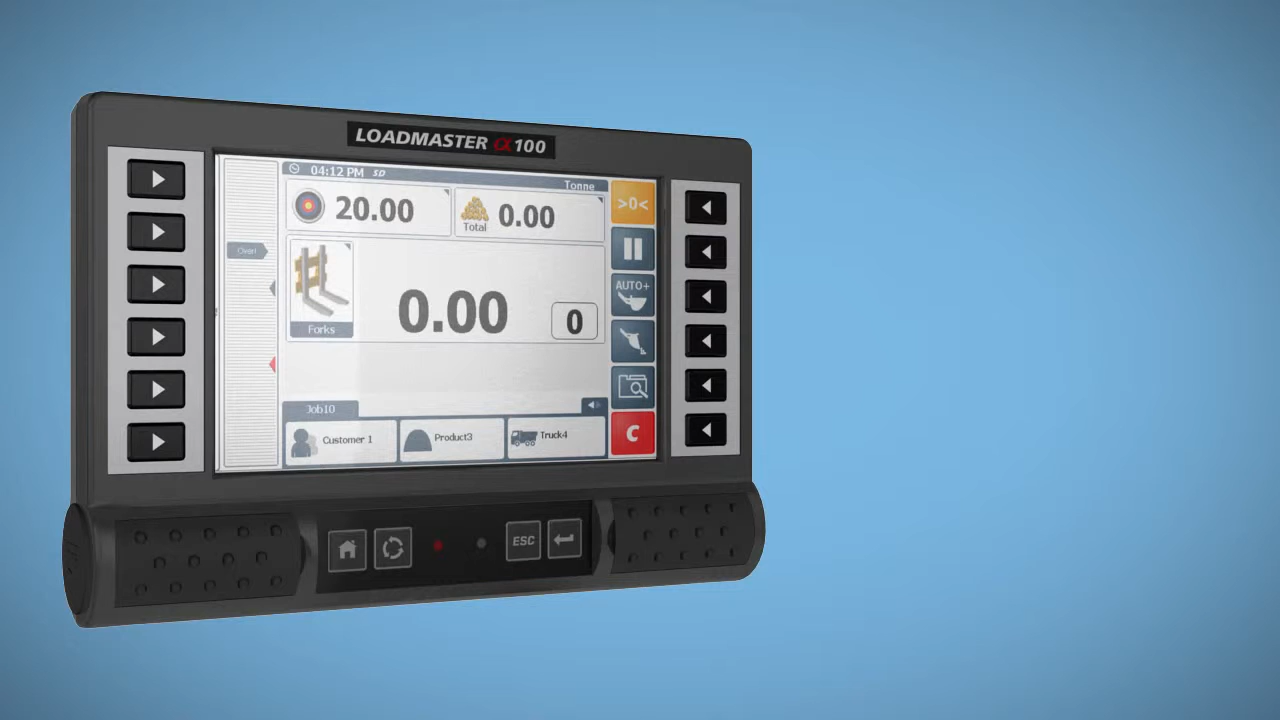 LOADMASTER α100
04:12 PM SD
Tonne
20.00
Total
0.00
>0<
Over!
AUTO+
Forks
0.00
0
Job10
Customer 1
Product3
Truck4
C
ESC